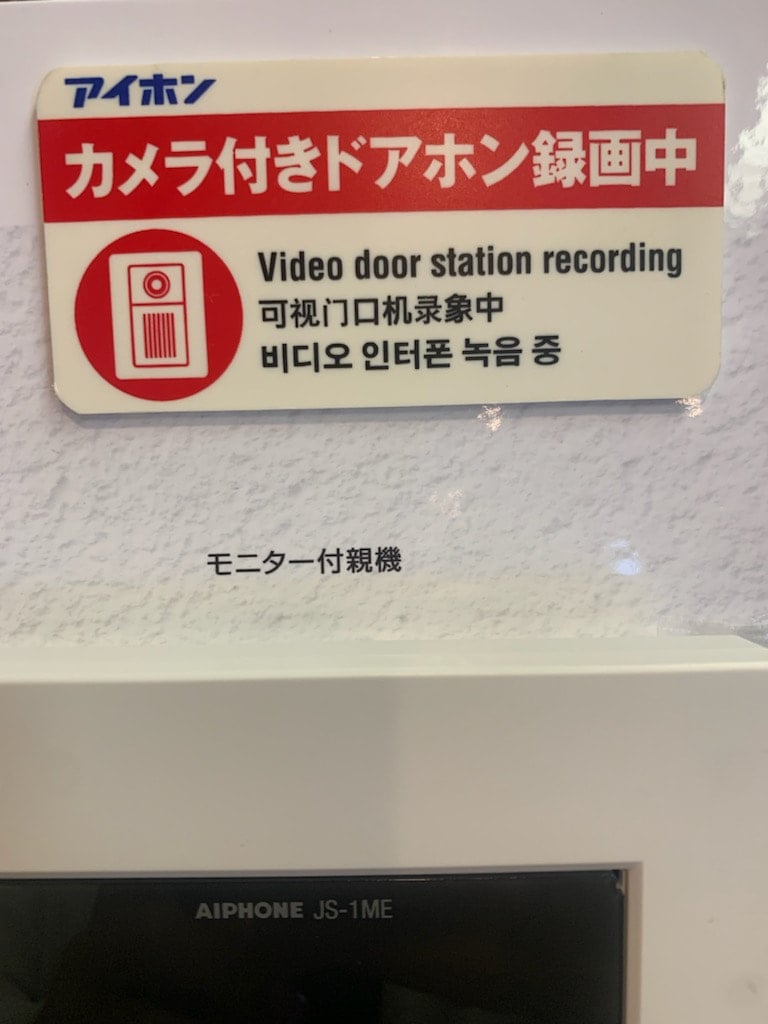 アイホン
カメラ付きドアホン録画中
Video door station recording
可视门口机录象中
비디오 인터폰 녹음 중
モニター付親機
AIPHONE JS-1ME